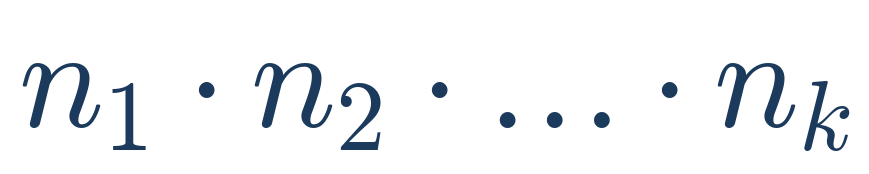 n₁ · n₂ · … · nₖ